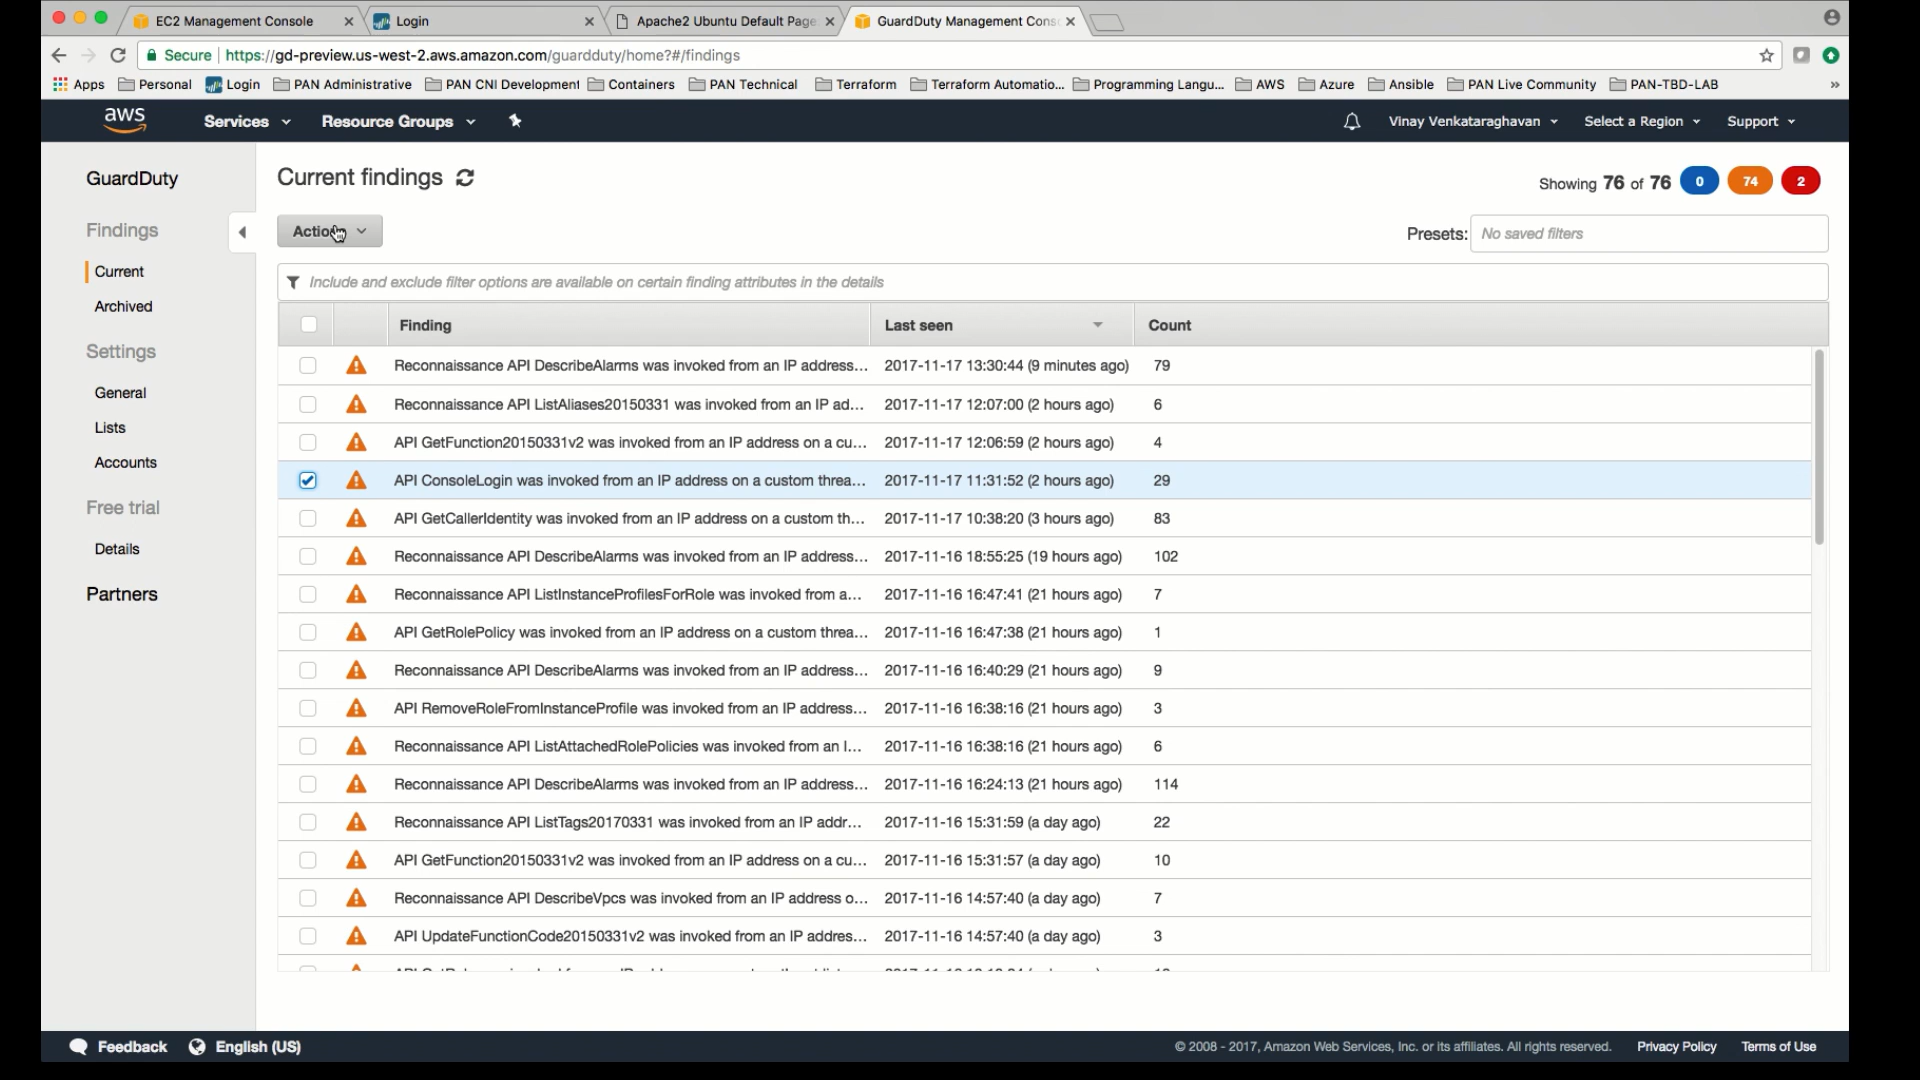 EC2 Management Console
Login
Apache2 Ubuntu Default Page
GuardDuty Management Cons
Secure
https://gd-preview.us-west-2.aws.amazon.com/guardduty/home?#/findings
Apps
Personal
Login
PAN Administrative
PAN CNI Development
Containers
PAN Technical
Terraform
Terraform Automatio...
Programming Langu...
AWS
Azure
Ansible
PAN Live Community
PAN-TBD-LAB
»
aws
Services
Resource Groups
Vinay Venkataraghavan
Select a Region
Support
GuardDuty
Findings
Current
Archived
Settings
General
Lists
Accounts
Free trial
Details
Partners
Current findings
Showing 76 of 76 0 74 2
Presets: No saved filters
Include and exclude filter options are available on certain finding attributes in the details
Finding Last seen Count
Reconnaissance API DescribeAlarms was invoked from an IP address... 2017-11-17 13:30:44 (9 minutes ago) 79
Reconnaissance API ListAliases20150331 was invoked from an IP ad... 2017-11-17 12:07:00 (2 hours ago) 6
API GetFunction20150331v2 was invoked from an IP address on a cu... 2017-11-17 12:06:59 (2 hours ago) 4
API ConsoleLogin was invoked from an IP address on a custom threa... 2017-11-17 11:31:52 (2 hours ago) 29
API GetCallerIdentity was invoked from an IP address on a custom th... 2017-11-17 10:38:20 (3 hours ago) 83
Reconnaissance API DescribeAlarms was invoked from an IP address... 2017-11-16 18:55:25 (19 hours ago) 102
Reconnaissance API ListInstanceProfilesForRole was invoked from a... 2017-11-16 16:47:41 (21 hours ago) 7
API GetRolePolicy was invoked from an IP address on a custom threa... 2017-11-16 16:47:38 (21 hours ago) 1
Reconnaissance API DescribeAlarms was invoked from an IP address... 2017-11-16 16:40:29 (21 hours ago) 9
API RemoveRoleFromInstanceProfile was invoked from an IP address... 2017-11-16 16:38:16 (21 hours ago) 3
Reconnaissance API ListAttachedRolePolicies was invoked from an I... 2017-11-16 16:38:16 (21 hours ago) 6
Reconnaissance API DescribeAlarms was invoked from an IP address... 2017-11-16 16:24:13 (21 hours ago) 114
Reconnaissance API ListTags20170331 was invoked from an IP addr... 2017-11-16 15:31:59 (a day ago) 22
API GetFunction20150331v2 was invoked from an IP address on a cu... 2017-11-16 15:31:57 (a day ago) 10
Reconnaissance API DescribeVpcs was invoked from an IP address o... 2017-11-16 14:57:40 (a day ago) 7
API UpdateFunctionCode20150331v2 was invoked from an IP addres... 2017-11-16 14:57:40 (a day ago) 3
Feedback
English (US)
© 2008 - 2017, Amazon Web Services, Inc. or its affiliates. All rights reserved.
Privacy Policy
Terms of Use